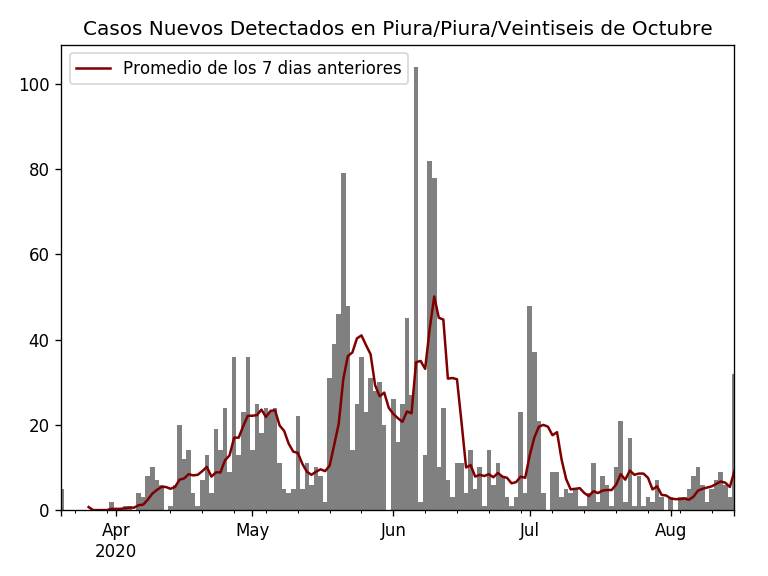 Casos Nuevos Detectados en Piura/Piura/Veintiseis de Octubre
Promedio de los 7 dias anteriores
100
80
60
40
20
0
Apr
2020
May
Jun
Jul
Aug